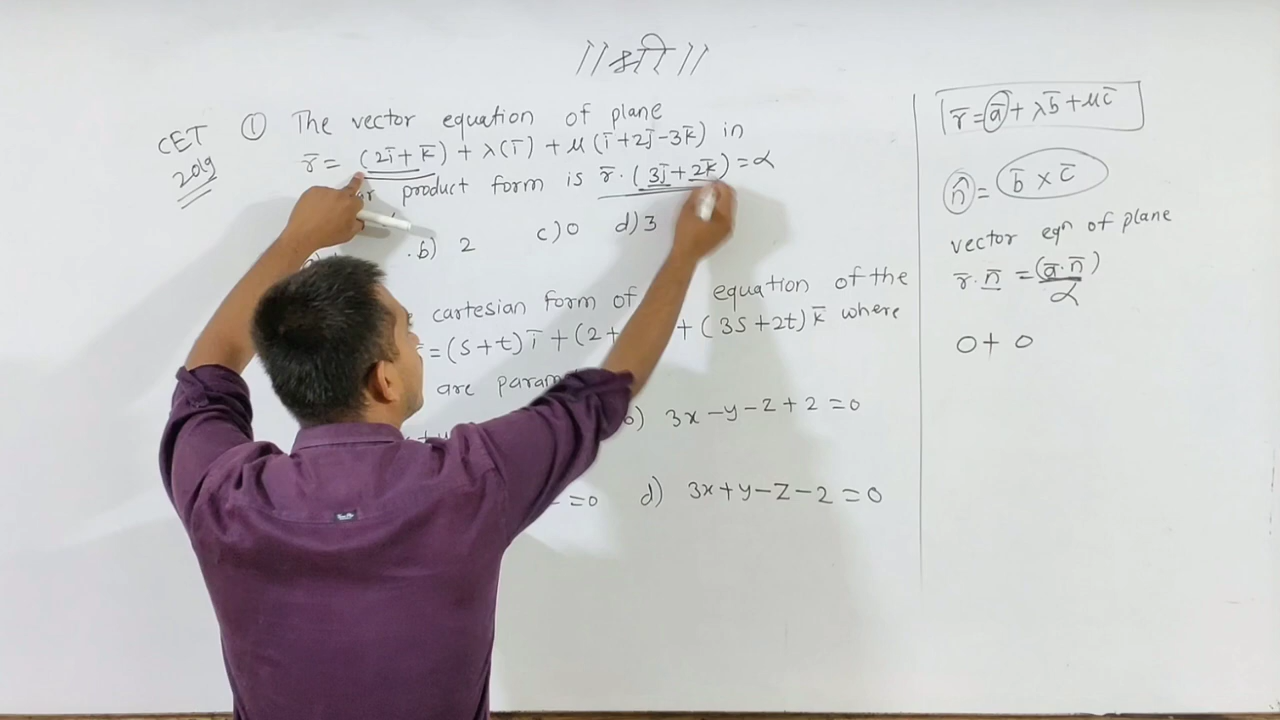 ||श्री||
CET
2019
① The vector equation of plane
r̄ = (2ī + k̄) + λ(ī) + μ(ī+2j̄-3k̄) in
product form is r̄·(3j̄+2k̄) = α
b) 2 c) 0 d) 3
cartesian form of equation of the
= (s+t) ī + (2+ + (3s+2t) k̄ where
are
b) 3x-y-z+2=0
=0 d) 3x+y-z-2=0
r̄ = ā + λb̄ + μc̄
n̄ = b̄ × c̄
vector eqn of plane
r̄·n̄ = (ā·n̄)
α
0+0